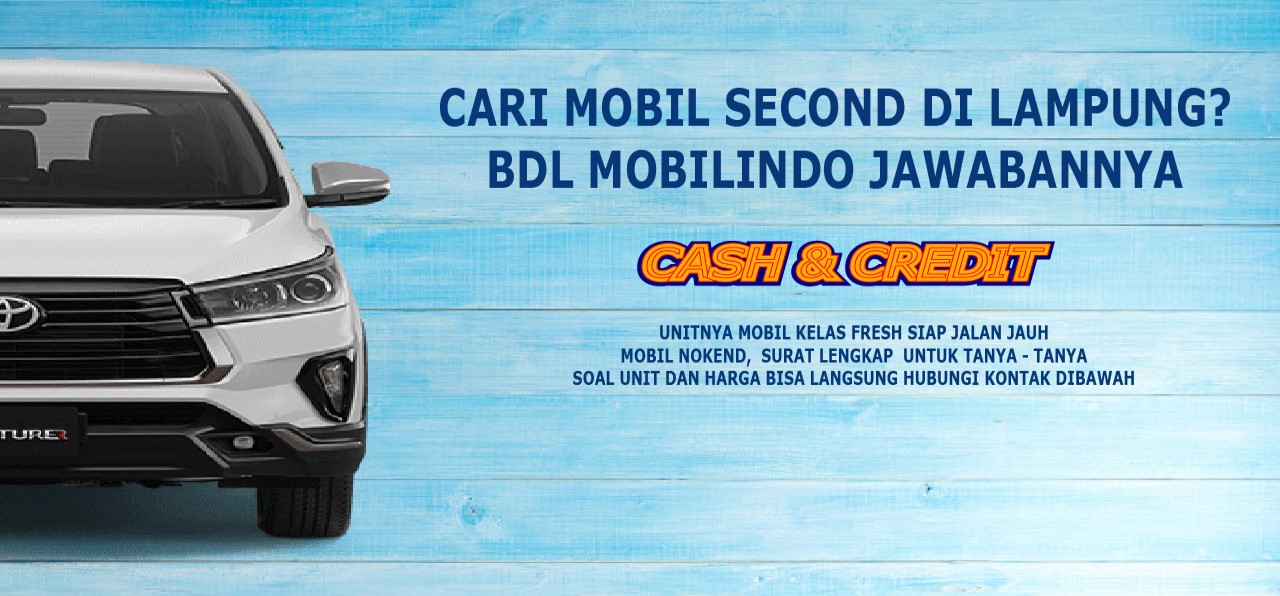 CARI MOBIL SECOND DI LAMPUNG?
BDL MOBILINDO JAWABANNYA
CASH & CREDIT
UNITNYA MOBIL KELAS FRESH SIAP JALAN JAUH
MOBIL NOKEND, SURAT LENGKAP UNTUK TANYA - TANYA
SOAL UNIT DAN HARGA BISA LANGSUNG HUBUNGI KONTAK DIBAWAH
TURER